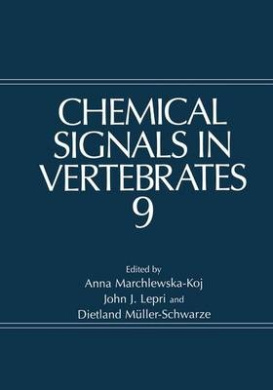 CHEMICAL
SIGNALS IN
VERTEBRATES
9
Edited by
Anna Marchlewska-Koj
John J. Lepri and
Dietland Müller-Schwarze